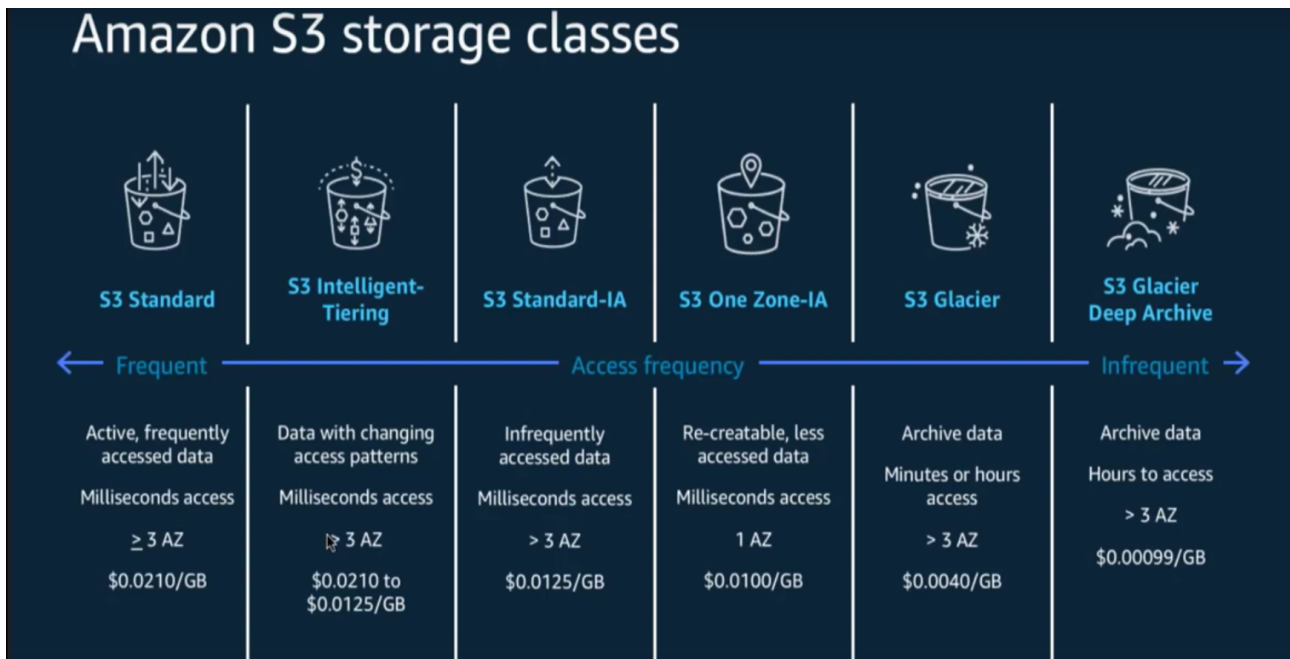 Amazon S3 storage classes
S3 Standard
S3 Intelligent-
Tiering
S3 Standard-IA
S3 One Zone-IA
S3 Glacier
S3 Glacier
Deep Archive
Frequent
Access frequency
Infrequent
Active, frequently
accessed data
Milliseconds access
≥ 3 AZ
$0.0210/GB
Data with changing
access patterns
Milliseconds access
3 AZ
$0.0210 to
$0.0125/GB
Infrequently
accessed data
Milliseconds access
> 3 AZ
$0.0125/GB
Re-creatable, less
accessed data
Milliseconds access
1 AZ
$0.0100/GB
Archive data
Minutes or hours
access
> 3 AZ
$0.0040/GB
Archive data
Hours to access
> 3 AZ
$0.00099/GB